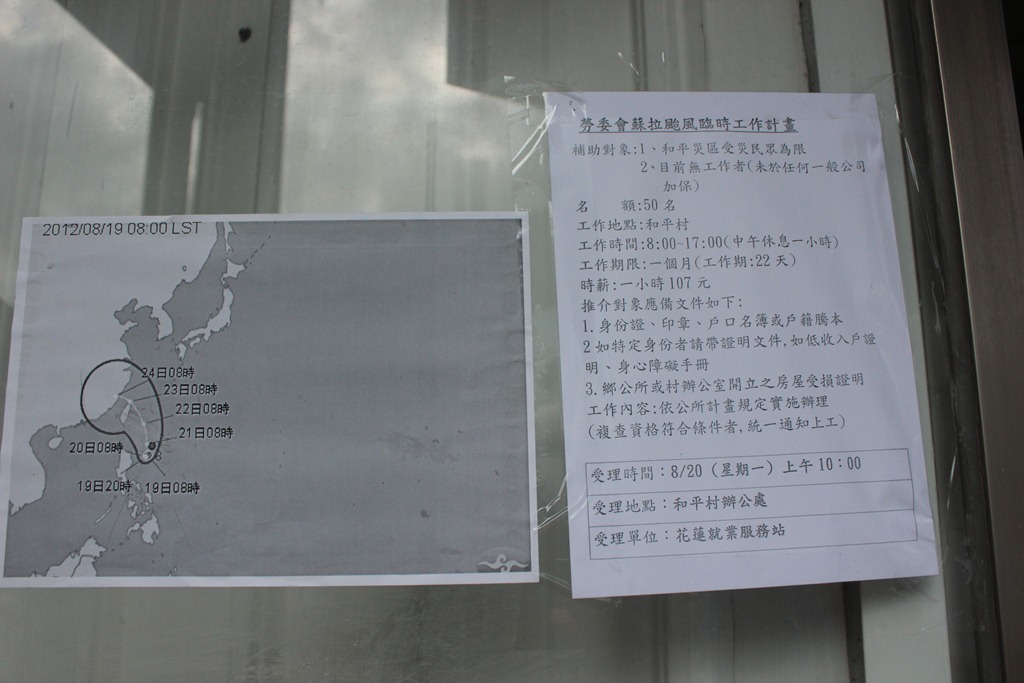 2012/08/19 08:00 LST
24日08時
23日08時
22日08時
21日08時
20日08時
19日20時
19日08時
勞委會蘇拉颱風臨時工作計畫
補助對象:1、和平災區受災民眾為限
2、目前無工作者(未於任何一般公司
加保)
名 額:50 名
工作地點:和平村
工作時間:8:00~17:00(中午休息一小時)
工作期限:一個月(工作期:22 天)
時薪:一小時 107 元
推介對象應備文件如下:
1.身份證、印章、戶口名簿或戶籍騰本
2 如特定身份者請帶證明文件,如低收入戶證
明、身心障礙手冊
3.鄉公所或村辦公室開立之房屋受損證明
工作內容:依公所計畫規定實施辦理
(複查資格符合條件者,統一通知上工)
受理時間:8/20 (星期一) 上午 10:00
受理地點:和平村辦公處
受理單位:花蓮就業服務站